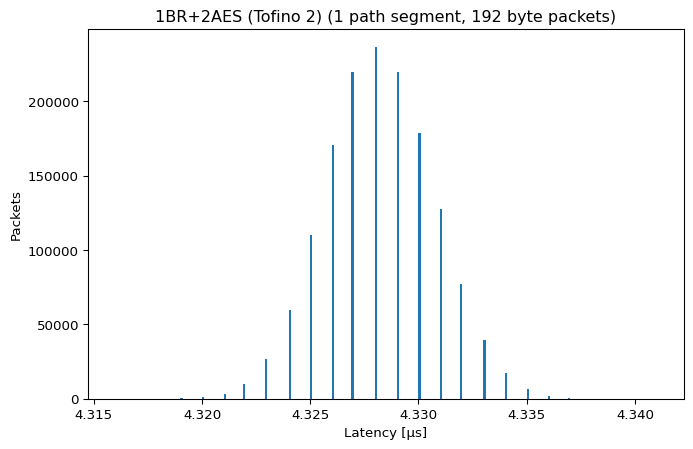 1BR+2AES (Tofino 2) (1 path segment, 192 byte packets)
200000
150000
100000
50000
0
Packets
4.315 4.320 4.325 4.330 4.335 4.340
Latency [µs]